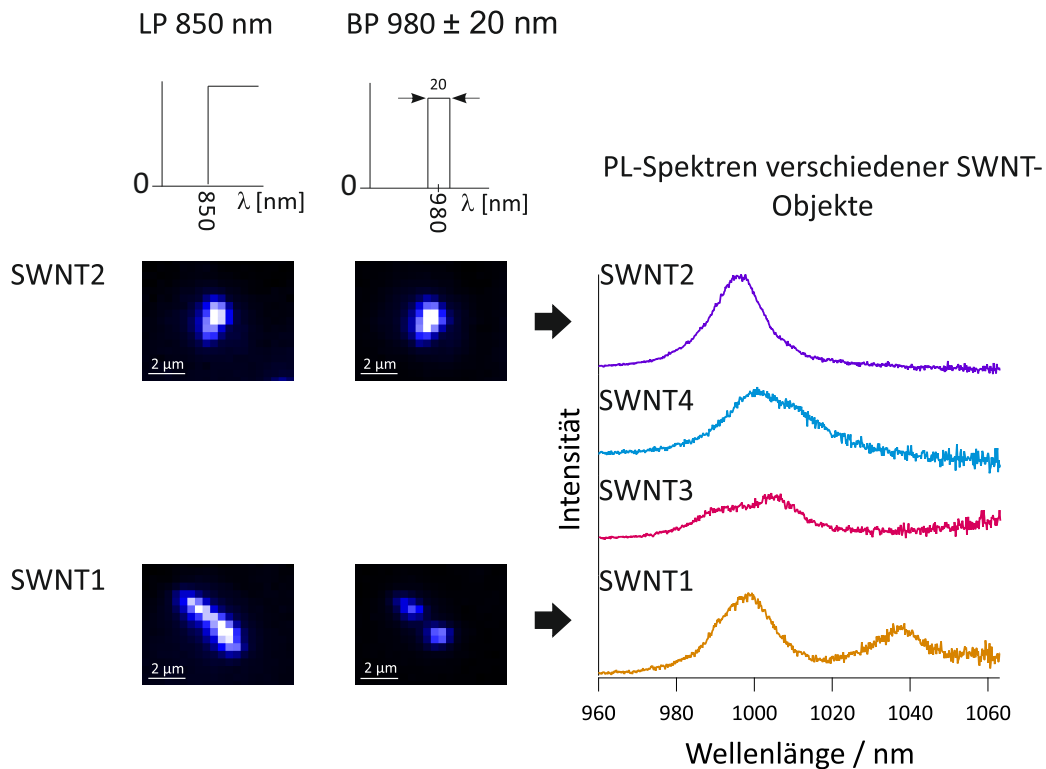 LP 850 nm
BP 980 ± 20 nm
0
850
λ [nm]
20
0
980
λ [nm]
PL-Spektren verschiedener SWNT-
Objekte
SWNT2
2 µm
2 µm
SWNT1
2 µm
2 µm
Intensität
SWNT2
SWNT4
SWNT3
SWNT1
960
980
1000
1020
1040
1060
Wellenlänge / nm